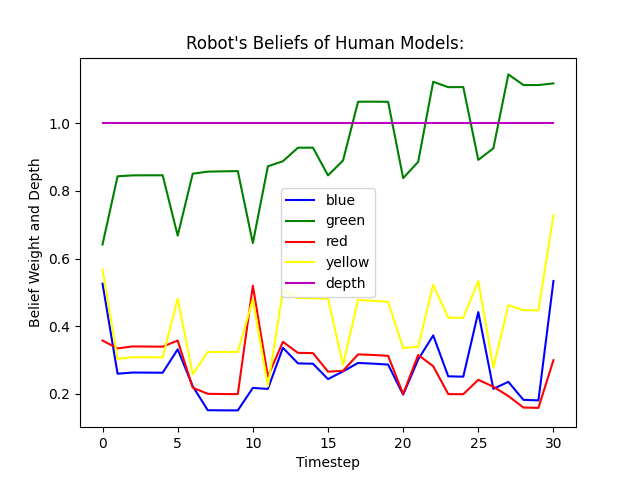 Robot's Beliefs of Human Models:
Belief Weight and Depth
1.0
0.8
0.6
0.4
0.2
blue
green
red
yellow
depth
0 5 10 15 20 25 30
Timestep